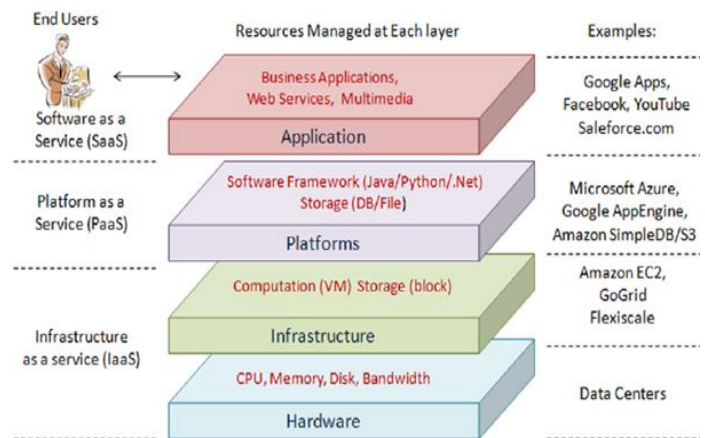 End Users
Resources Managed at Each layer
Examples:
Software as a
Service (SaaS)
Business Applications,
Web Services, Multimedia
Application
Google Apps,
Facebook, YouTube
Saleforce.com
Platform as a
Service (PaaS)
Software Framework (Java/Python/.Net)
Storage (DB/File)
Platforms
Microsoft Azure,
Google AppEngine,
Amazon SimpleDB/S3
Infrastructure
as a service (IaaS)
Computation (VM) Storage (block)
Infrastructure
Amazon EC2,
GoGrid
Flexiscale
CPU, Memory, Disk, Bandwidth
Hardware
Data Centers